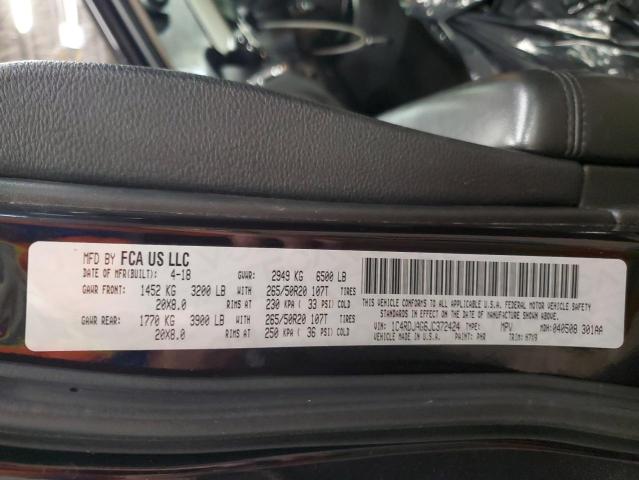 MFD BY FCA US LLC
DATE OF MFR(BUILT): 4-18 GVWR: 2949 KG 6500 LB
GAWR FRONT: 1452 KG 3200 LB WITH 265/50R20 107T TIRES
20X8.0 RIMS AT 230 KPA ( 33 PSI) COLD
GAWR REAR: 1770 KG 3900 LB WITH 265/50R20 107T TIRES
20X8.0 RIMS AT 250 KPA ( 36 PSI) COLD
THIS VEHICLE CONFORMS TO ALL APPLICABLE U.S.A. FEDERAL MOTOR VEHICLE SAFETY
STANDARDS IN EFFECT ON THE DATE OF MANUFACTURE SHOWN ABOVE.
VIN: 1C4RDJAG6JC372424 TYPE: MPV MDH: 040508 301AA
VEHICLE MADE IN U.S.A. PAINT: PXR TRIM: H7X9